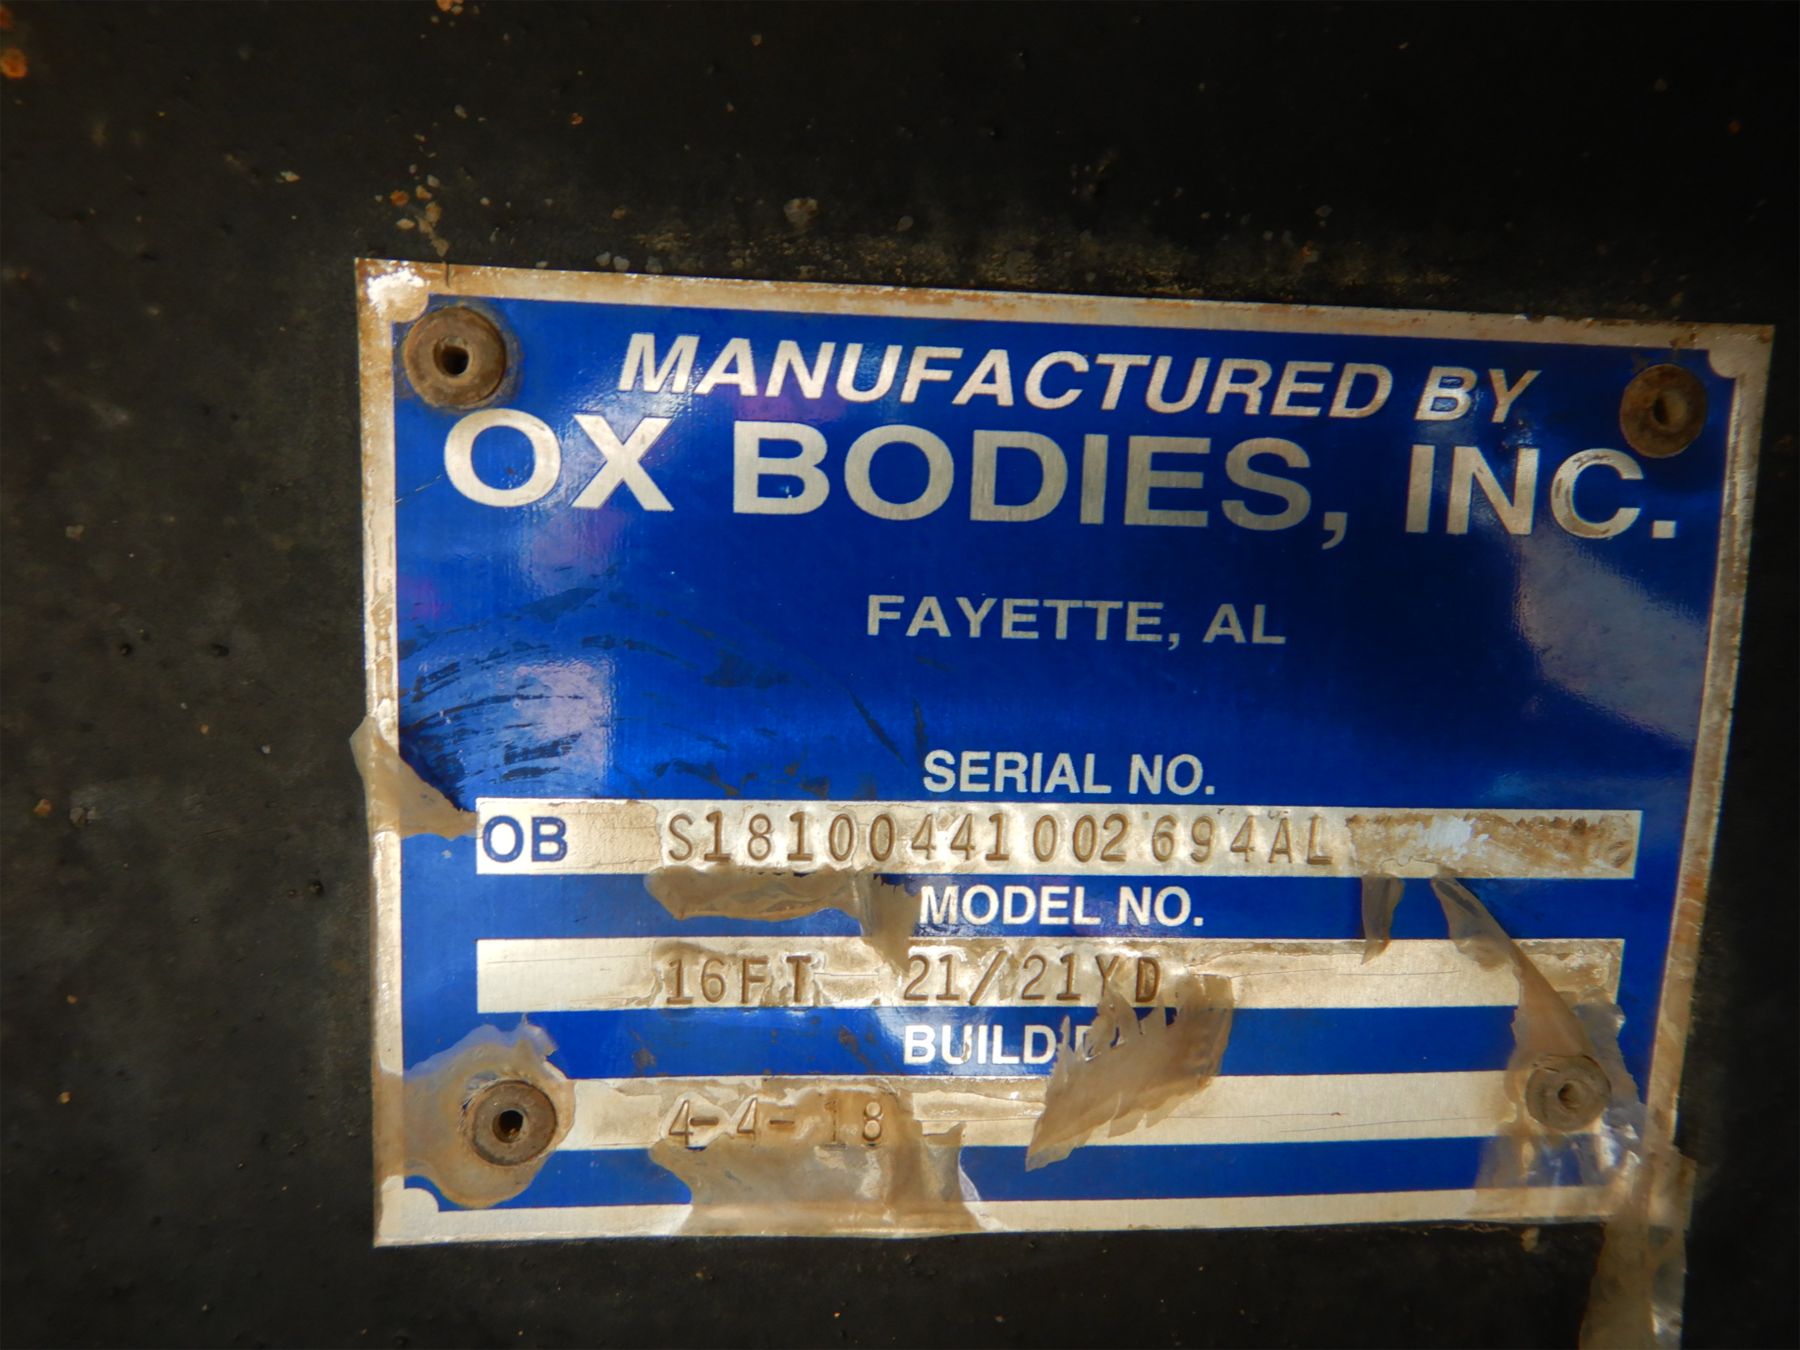 MANUFACTURED BY
OX BODIES, INC.
FAYETTE, AL
SERIAL NO.
OB S18100441002694AL
MODEL NO.
16FT 21/21YD
BUILD
4-4-18